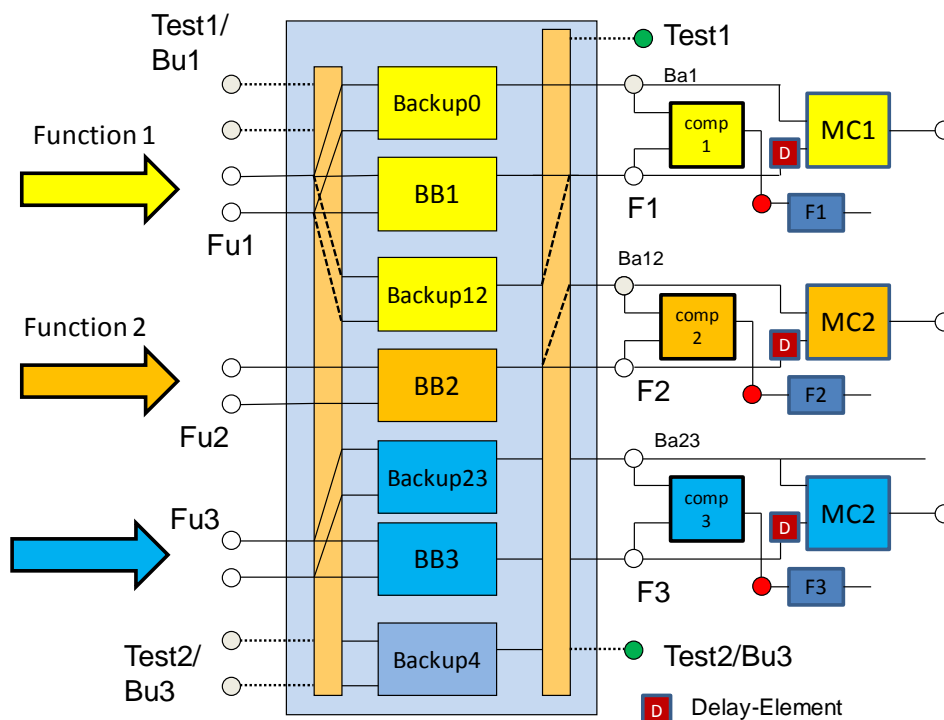 Test1/
Bu1
Test1
Ba1
Backup0
comp
1
MC1
Function 1
D
BB1
F1
F1
Fu1
Ba12
Backup12
Function 2
comp
2
MC2
D
BB2
F2
F2
Fu2
Ba23
Backup23
comp
3
MC2
Fu3
D
BB3
F3
F3
Test2/
Bu3
Backup4
Test2/Bu3
D Delay-Element